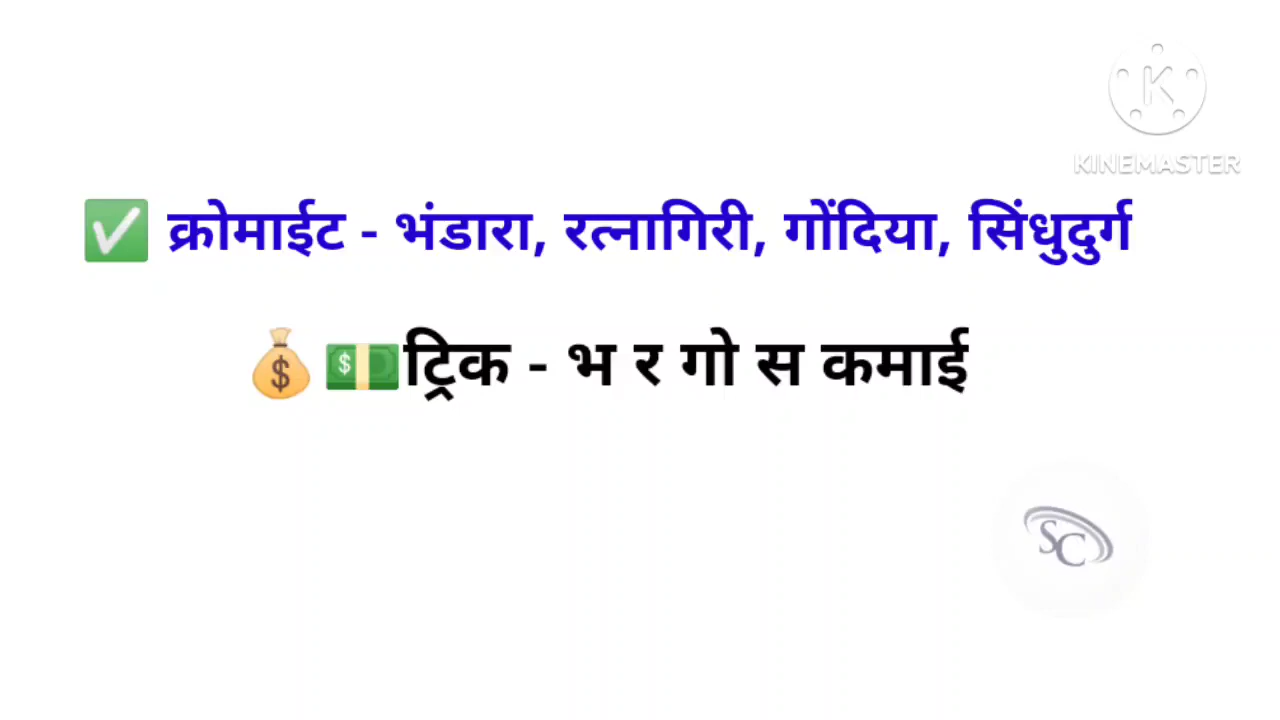 KINEMASTER
✅ क्रोमाईट - भंडारा, रत्नागिरी, गोंदिया, सिंधुदुर्ग
💰💵ट्रिक - भ र गो स कमाई
SC